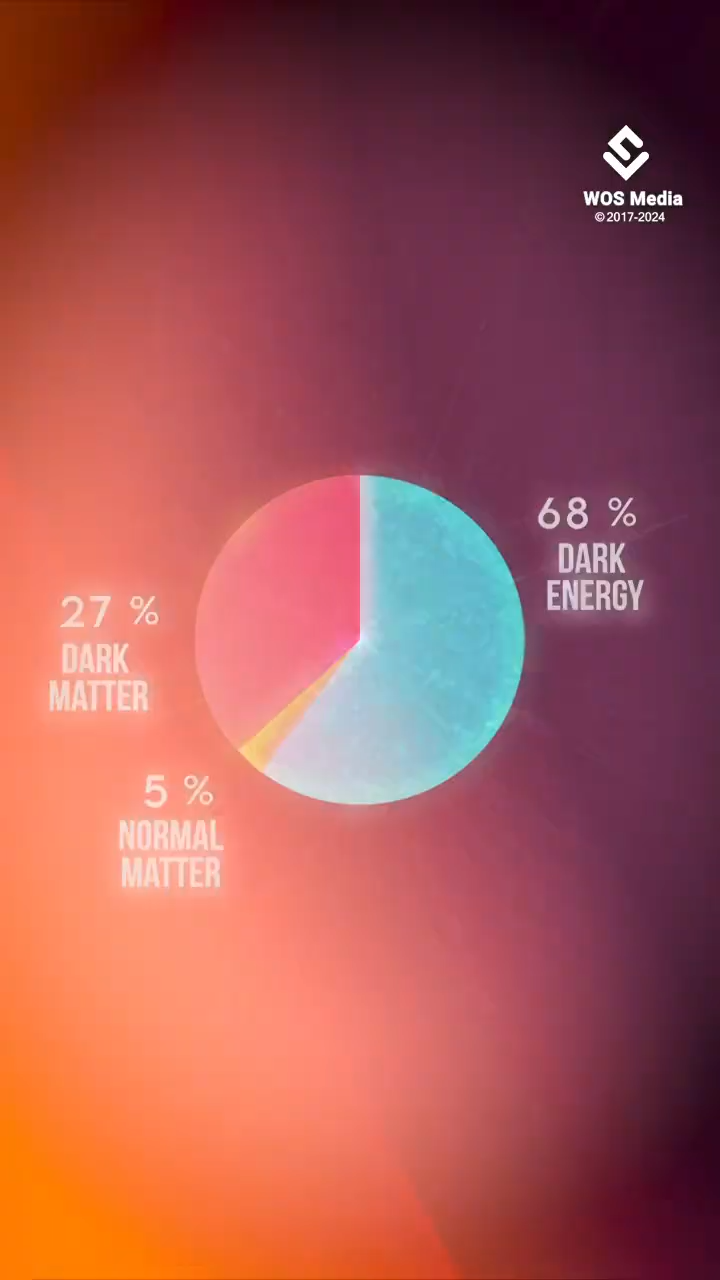 WOS Media
©2017-2024
68 %
DARK
ENERGY
27 %
DARK
MATTER
5 %
NORMAL
MATTER